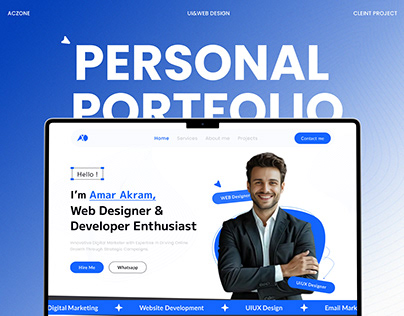 ACZONE UI&WEB DESIGN CLEINT PROJECT
PERSONAL
PORTFOLIO
Home Services About me Projects Contact me
Hello !
I'm Amar Akram,
Web Designer &
Developer Enthusiast
Hire Me Whatsapp
WEB Designer
UIUX Designer
Digital Marketing Website Development UIUX Design Email Mark